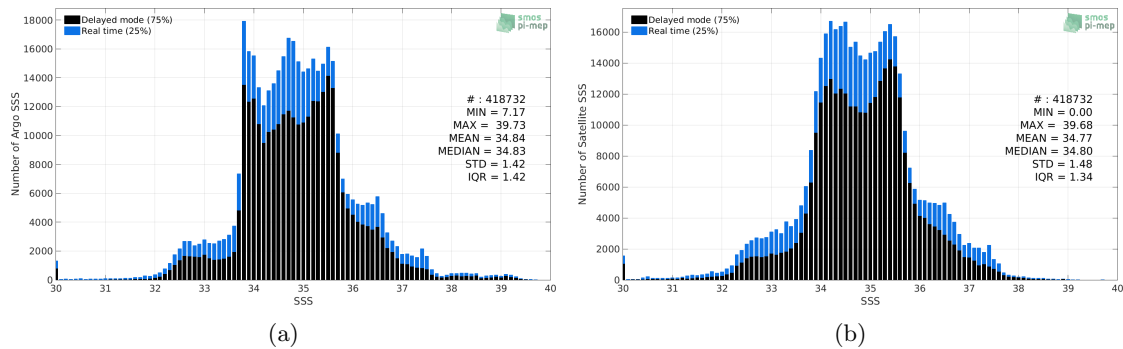 Delayed mode (75%)
Real time (25%)
smos
pi-mep
# : 418732
MIN = 7.17
MAX = 39.73
MEAN = 34.84
MEDIAN = 34.83
STD = 1.42
IQR = 1.42
Number of Argo SSS
18000
16000
14000
12000
10000
8000
6000
4000
2000
0
30 31 32 33 34 35 36 37 38 39 40
SSS
(a)
Delayed mode (75%)
Real time (25%)
smos
pi-mep
# : 418732
MIN = 0.00
MAX = 39.68
MEAN = 34.77
MEDIAN = 34.80
STD = 1.48
IQR = 1.34
Number of Satellite SSS
16000
14000
12000
10000
8000
6000
4000
2000
0
30 31 32 33 34 35 36 37 38 39 40
SSS
(b)